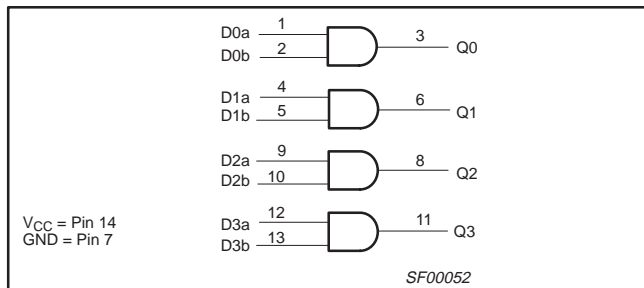 D0a 1
D0b 2
3 Q0
D1a 4
D1b 5
6 Q1
D2a 9
D2b 10
8 Q2
D3a 12
D3b 13
11 Q3
VCC = Pin 14
GND = Pin 7
SF00052